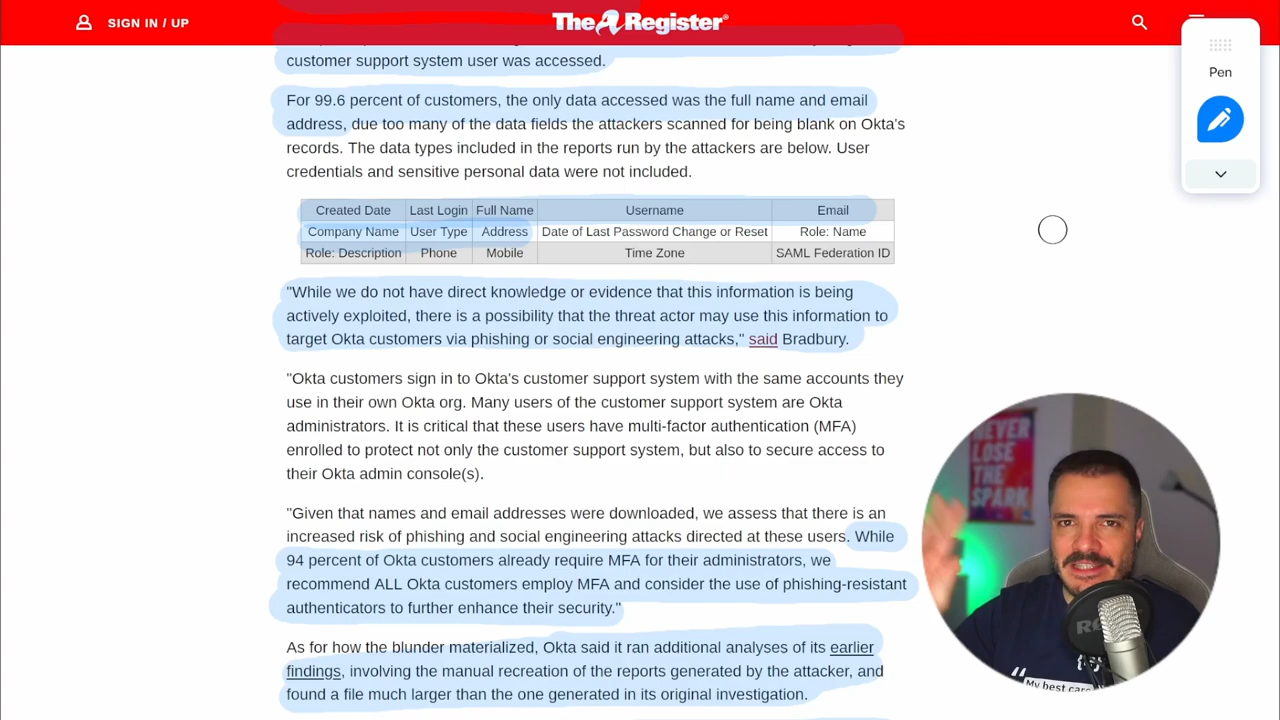 SIGN IN / UP
The Register®
customer support system user was accessed.
Pen
For 99.6 percent of customers, the only data accessed was the full name and email
address, due too many of the data fields the attackers scanned for being blank on Okta's
records. The data types included in the reports run by the attackers are below. User
credentials and sensitive personal data were not included.
Created Date Last Login Full Name Username Email
Company Name User Type Address Date of Last Password Change or Reset Role: Name
Role: Description Phone Mobile Time Zone SAML Federation ID
"While we do not have direct knowledge or evidence that this information is being
actively exploited, there is a possibility that the threat actor may use this information to
target Okta customers via phishing or social engineering attacks," said Bradbury.
"Okta customers sign in to Okta's customer support system with the same accounts they
use in their own Okta org. Many users of the customer support system are Okta
administrators. It is critical that these users have multi-factor authentication (MFA)
enrolled to protect not only the customer support system, but also to secure access to
their Okta admin console(s).
"Given that names and email addresses were downloaded, we assess that there is an
increased risk of phishing and social engineering attacks directed at these users. While
94 percent of Okta customers already require MFA for their administrators, we
recommend ALL Okta customers employ MFA and consider the use of phishing-resistant
authenticators to further enhance their security."
As for how the blunder materialized, Okta said it ran additional analyses of its earlier
findings, involving the manual recreation of the reports generated by the attacker, and
found a file much larger than the one generated in its original investigation.
NEVER
LOSE
THE
SPARK
"My best